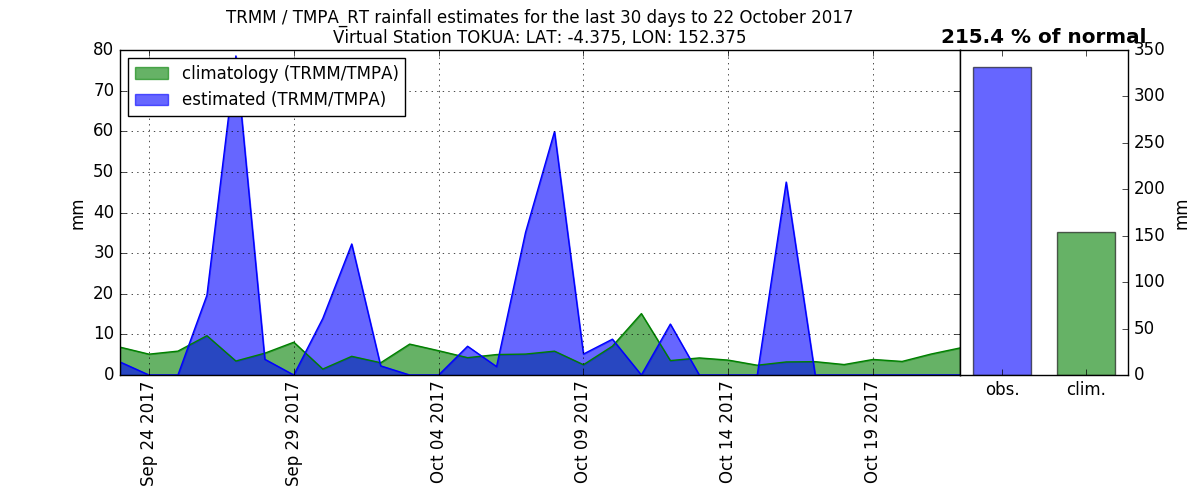 TRMM / TMPA_RT rainfall estimates for the last 30 days to 22 October 2017
Virtual Station TOKUA: LAT: -4.375, LON: 152.375
215.4 % of normal
climatology (TRMM/TMPA)
estimated (TRMM/TMPA)
mm
80
70
60
50
40
30
20
10
0
Sep 24 2017
Sep 29 2017
Oct 04 2017
Oct 09 2017
Oct 14 2017
Oct 19 2017
obs.
clim.
350
300
250
200
150
100
50
0
mm